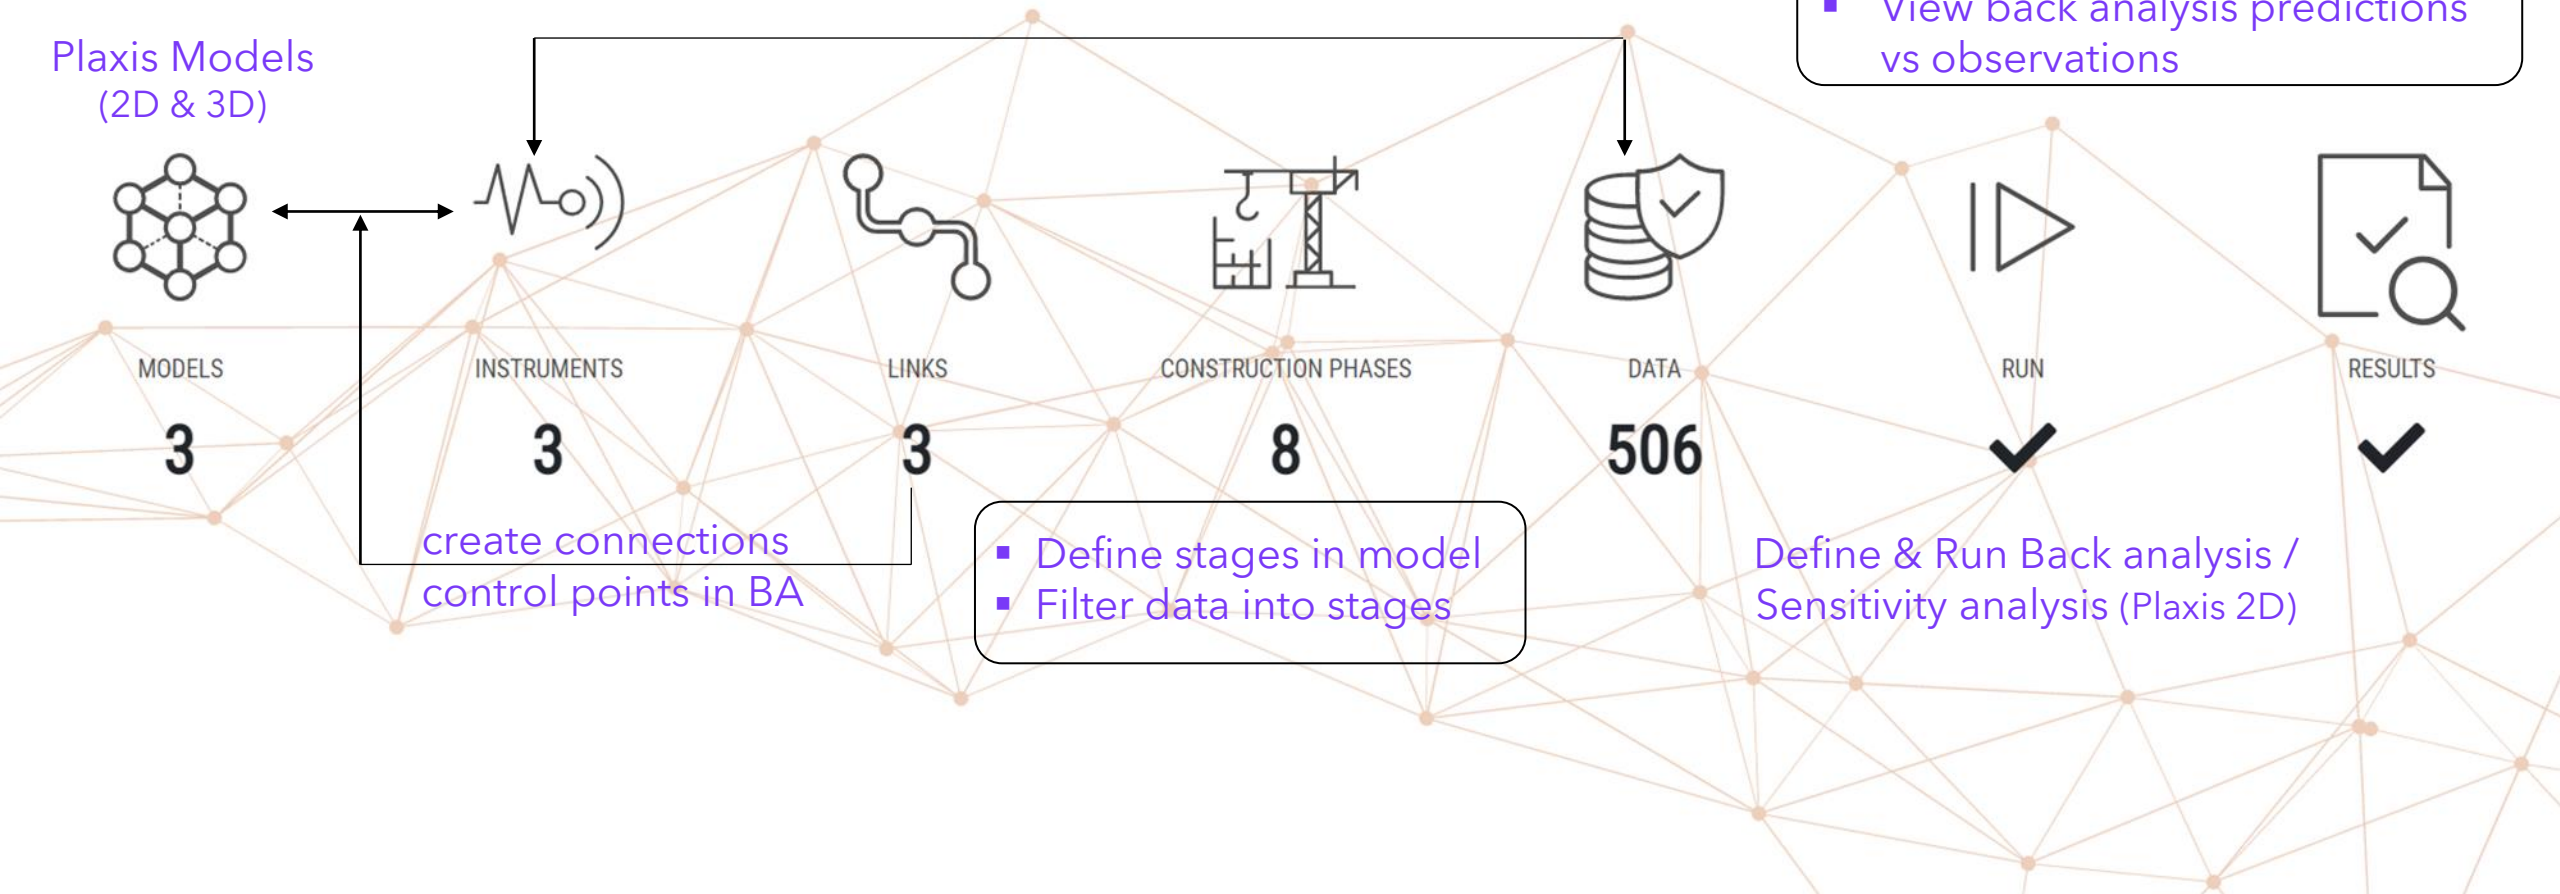 ▪ View back analysis predictions
vs observations
Plaxis Models
(2D & 3D)
MODELS
INSTRUMENTS
LINKS
CONSTRUCTION PHASES
DATA
RUN
RESULTS
3
3
3
8
506
create connections
control points in BA
▪ Define stages in model
▪ Filter data into stages
Define & Run Back analysis /
Sensitivity analysis (Plaxis 2D)